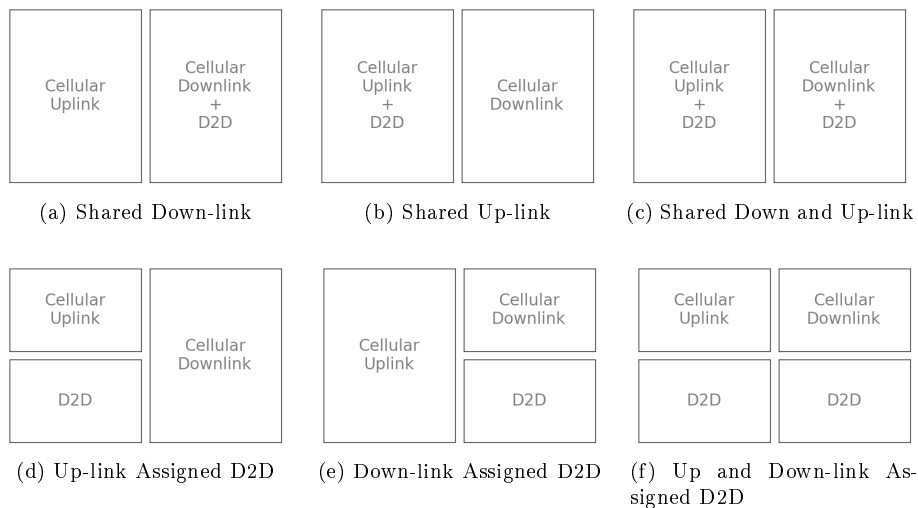 Cellular
Uplink
Cellular
Downlink
+
D2D
(a) Shared Down-link
Cellular
Uplink
+
D2D
Cellular
Downlink
(b) Shared Up-link
Cellular
Uplink
+
D2D
Cellular
Downlink
+
D2D
(c) Shared Down and Up-link
Cellular
Uplink
D2D
Cellular
Downlink
(d) Up-link Assigned D2D
Cellular
Uplink
Cellular
Downlink
D2D
(e) Down-link Assigned D2D
Cellular
Uplink
Cellular
Downlink
D2D
D2D
(f) Up and Down-link As-
signed D2D